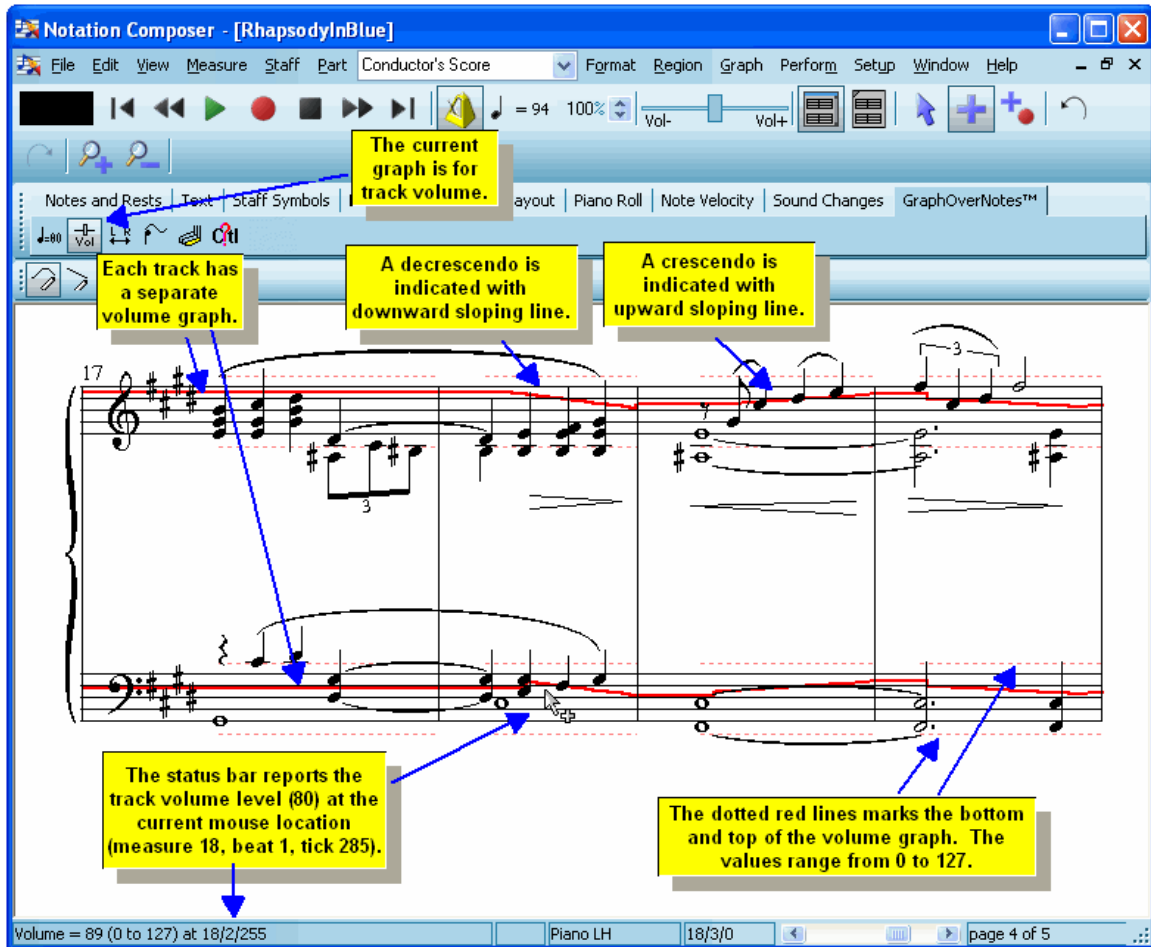 Notation Composer - [RhapsodyInBlue]
File Edit View Measure Staff Part Conductor's Score Format Region Graph Perform Setup Window Help
= 94 100% Vol- Vol+
The current
graph is for
track volume.
Notes and Rests Text Staff Symbols ayout Piano Roll Note Velocity Sound Changes GraphOverNotes™
=80 Vol L R Ctl
Each track has
a separate
volume graph.
A decrescendo is
indicated with
downward sloping line.
A crescendo is
indicated with
upward sloping line.
17
3
3
The status bar reports the
track volume level (80) at the
current mouse location
(measure 18, beat 1, tick 285).
The dotted red lines marks the bottom
and top of the volume graph. The
values range from 0 to 127.
Volume = 89 (0 to 127) at 18/2/255 Piano LH 18/3/0 page 4 of 5